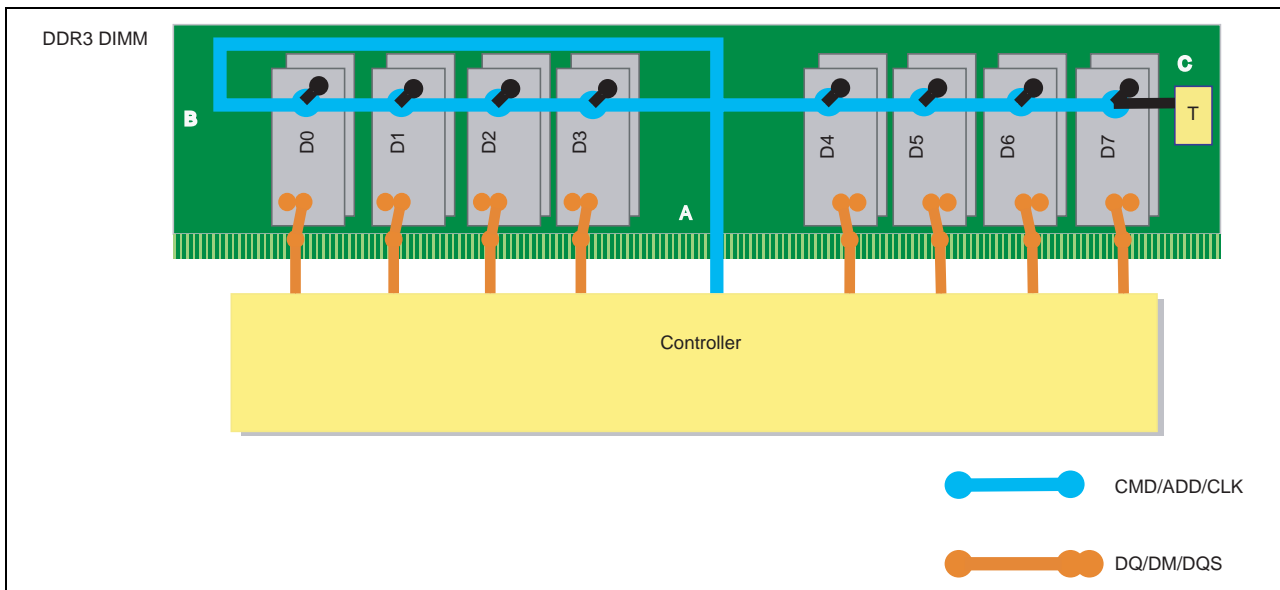 DDR3 DIMM
C
B
T
D0
D1
D2
D3
D4
D5
D6
D7
A
Controller
CMD/ADD/CLK
DQ/DM/DQS